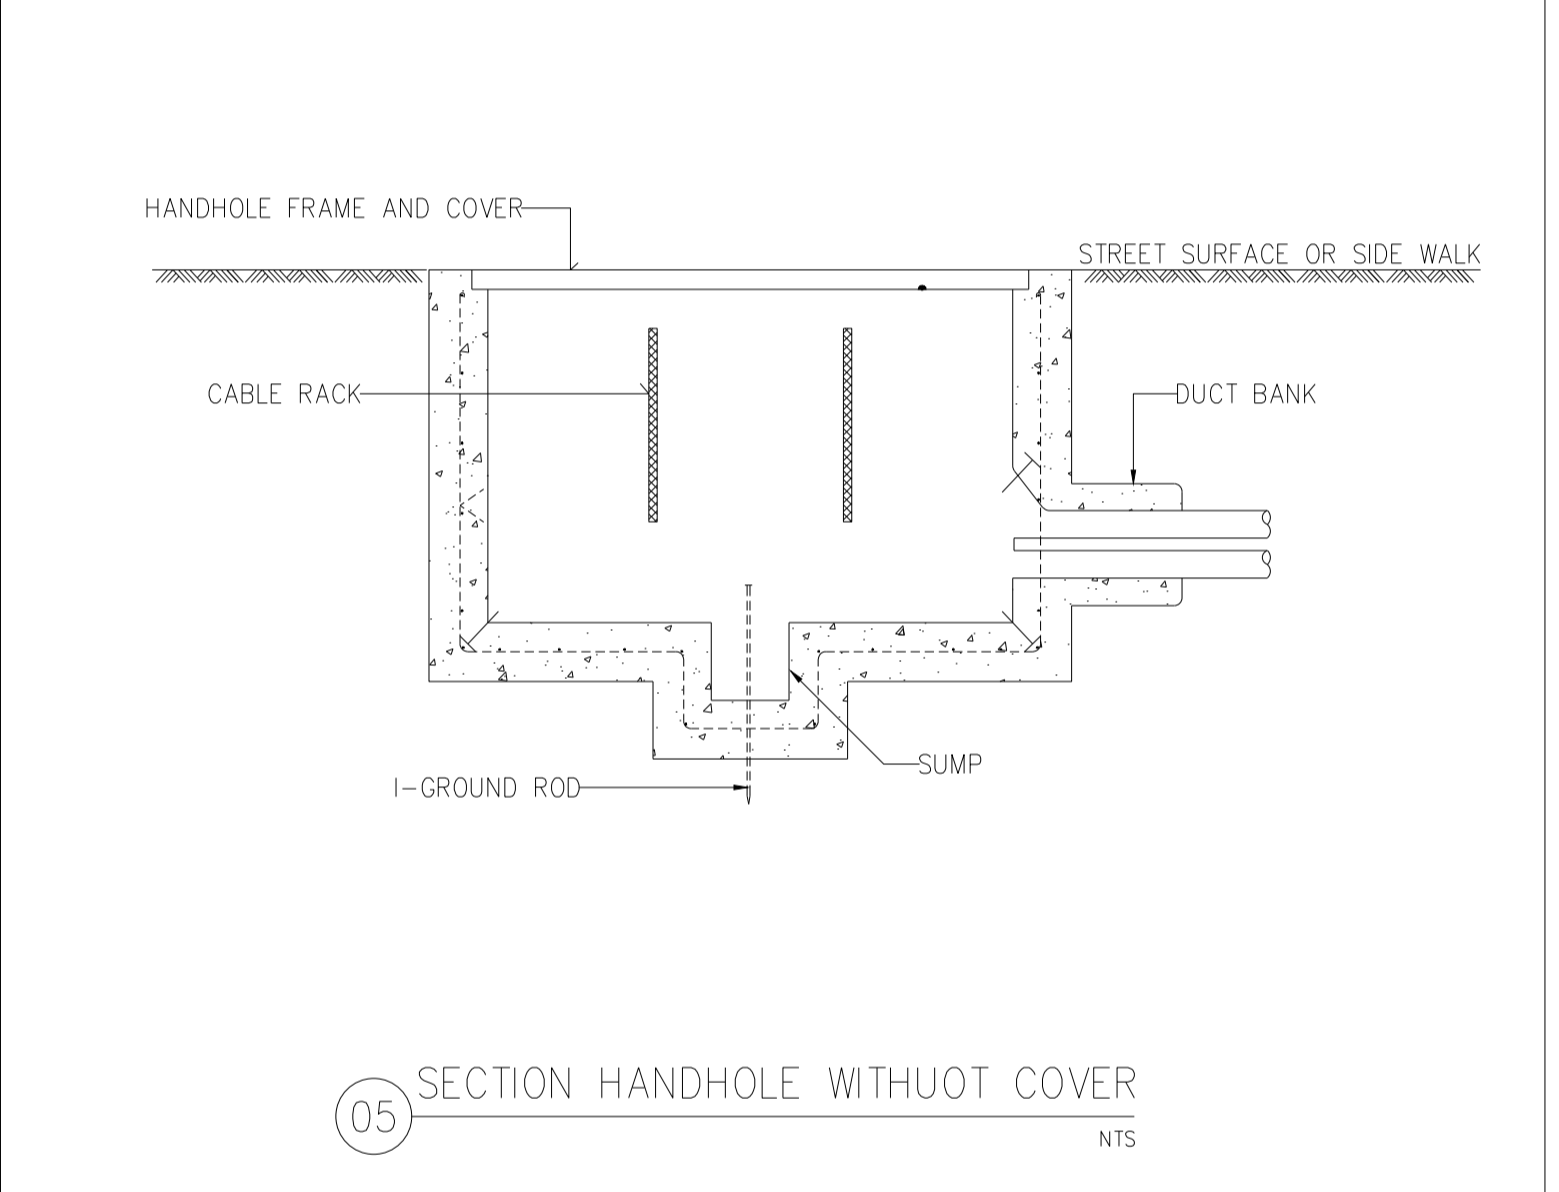 HANDHOLE FRAME AND COVER
STREET SURFACE OR SIDE WALK
CABLE RACK
DUCT BANK
SUMP
1-GROUND ROD
05
SECTION HANDHOLE WITHUOT COVER
NTS